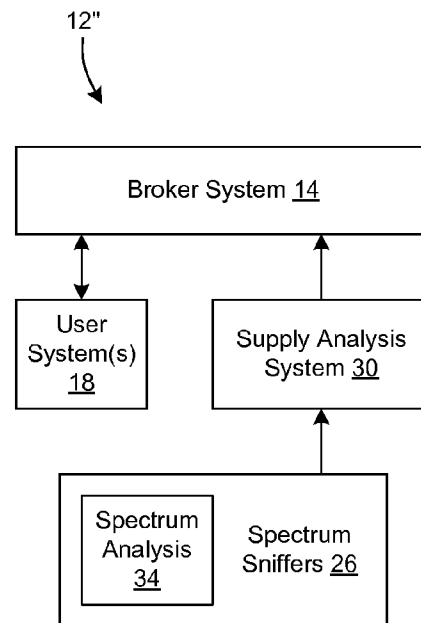 12"
Broker System 14
User
System(s)
18
Supply Analysis
System 30
Spectrum
Analysis
34
Spectrum
Sniffers 26